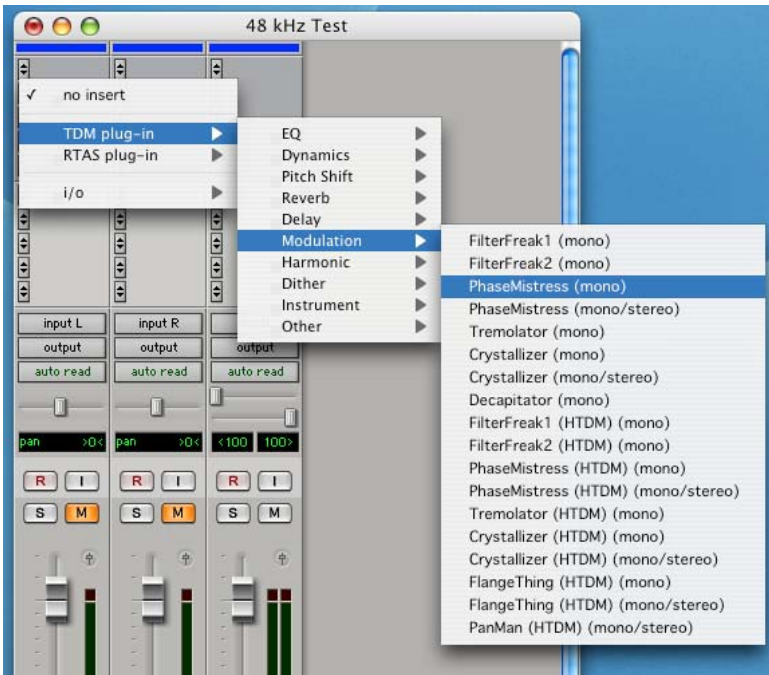 48 kHz Test
✓ no insert
TDM plug-in
RTAS plug-in
i/o
EQ
Dynamics
Pitch Shift
Reverb
Delay
Modulation
Harmonic
Dither
Instrument
Other
FilterFreak1 (mono)
FilterFreak2 (mono)
PhaseMistress (mono)
PhaseMistress (mono/stereo)
Tremolator (mono)
Crystallizer (mono)
Crystallizer (mono/stereo)
Decapitator (mono)
FilterFreak1 (HTDM) (mono)
FilterFreak2 (HTDM) (mono)
PhaseMistress (HTDM) (mono)
PhaseMistress (HTDM) (mono/stereo)
Tremolator (HTDM) (mono)
Crystallizer (HTDM) (mono)
Crystallizer (HTDM) (mono/stereo)
FlangeThing (HTDM) (mono)
FlangeThing (HTDM) (mono/stereo)
PanMan (HTDM) (mono/stereo)
input L input R
output output output
auto read auto read auto read
pan >0< pan >0< <100 100>
R I R I R I
S M S M S M